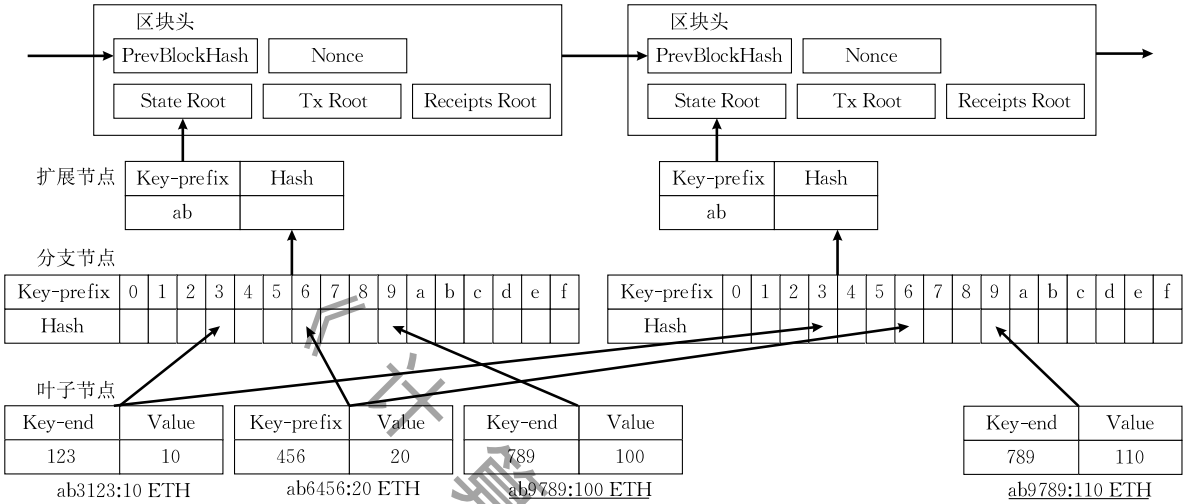 区块头 区块头
PrevBlockHash Nonce PrevBlockHash Nonce
State Root Tx Root Receipts Root State Root Tx Root Receipts Root
扩展节点 Key-prefix Hash Key-prefix Hash
ab ab
分支节点
Key-prefix 0 1 2 3 4 5 6 7 8 9 a b c d e f Key-prefix 0 1 2 3 4 5 6 7 8 9 a b c d e f
Hash Hash
叶子节点
Key-end Value Key-prefix Value Key-end Value Key-end Value
123 10 456 20 789 100 789 110
ab3123:10 ETH ab6456:20 ETH ab9789:100 ETH ab9789:110 ETH
《计算